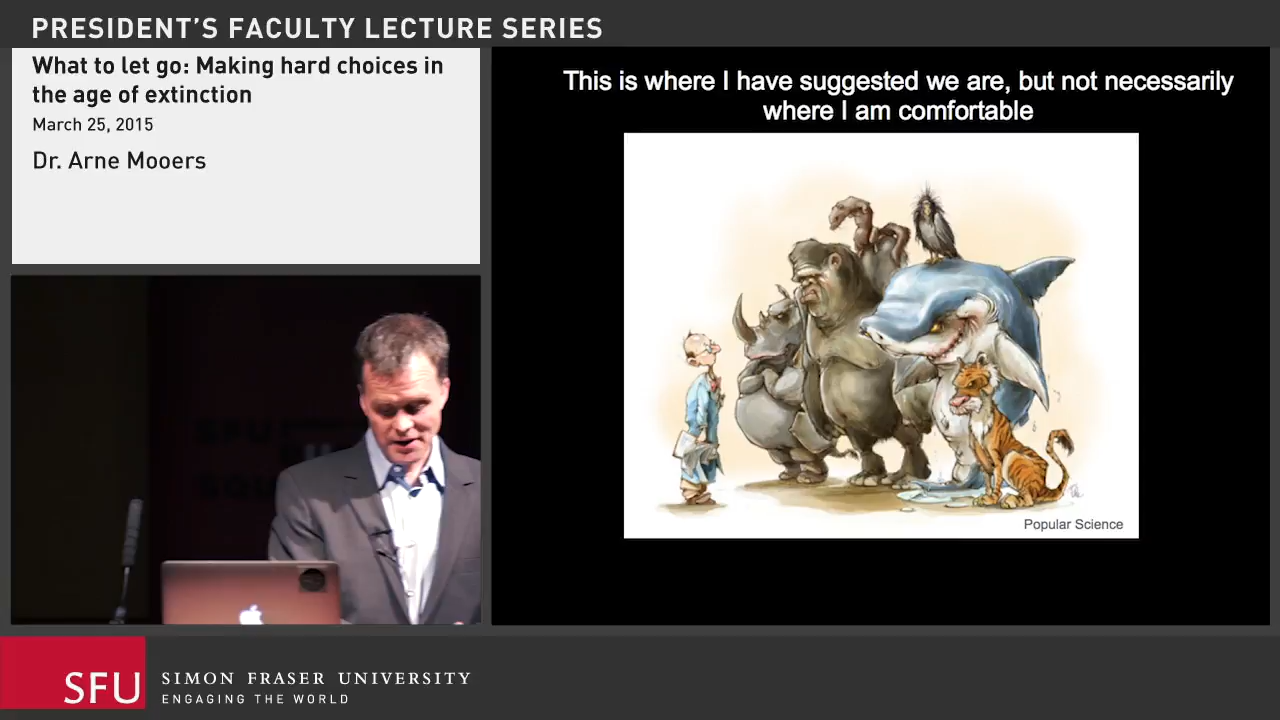 PRESIDENT'S FACULTY LECTURE SERIES
What to let go: Making hard choices in
the age of extinction
March 25, 2015
Dr. Arne Mooers
This is where I have suggested we are, but not necessarily
where I am comfortable
Popular Science
SFU
SFU
SIMON FRASER UNIVERSITY
ENGAGING THE WORLD